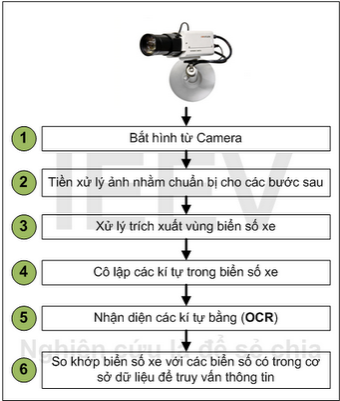 1 Bắt hình từ Camera
2 Tiền xử lý ảnh nhằm chuẩn bị cho các bước sau
3 Xử lý trích xuất vùng biển số xe
4 Cô lập các kí tự trong biển số xe
5 Nhận diện các kí tự bằng (OCR)
6 So khớp biển số xe với các biển số có trong cơ
sở dữ liệu để truy vấn thông tin
IEEV
Nghiên cứu là để sẻ chia